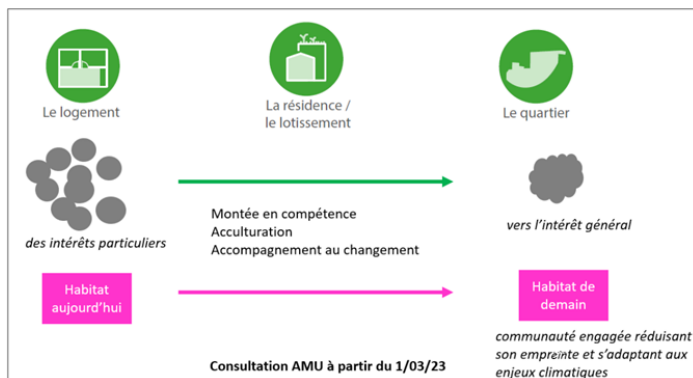 Le logement
La résidence /
le lotissement
Le quartier
des intérêts particuliers
Montée en compétence
Acculturation
Accompagnement au changement
vers l'intérêt général
Habitat
aujourd'hui
Habitat de
demain
communauté engagée réduisant
son empreinte et s'adaptant aux
enjeux climatiques
Consultation AMU à partir du 1/03/23